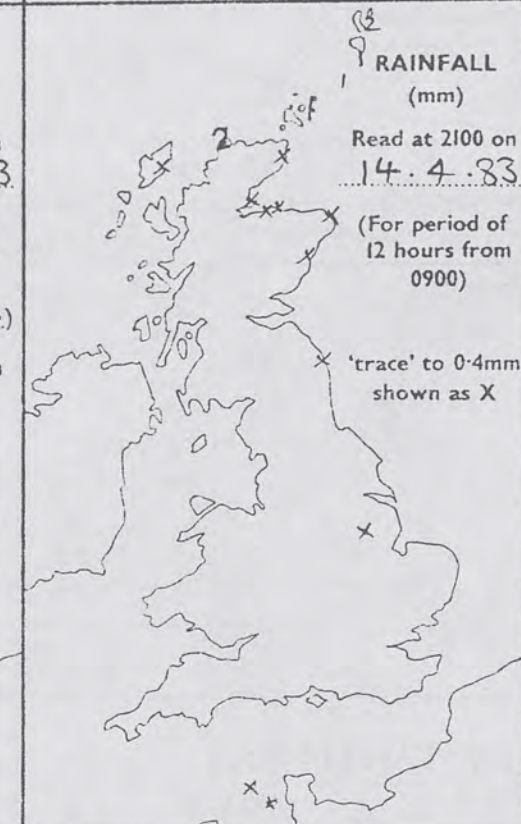 RAINFALL
(mm)
Read at 2100 on
14.4.83
(For period of
12 hours from
0900)
'trace' to 0·4mm
shown as X
2